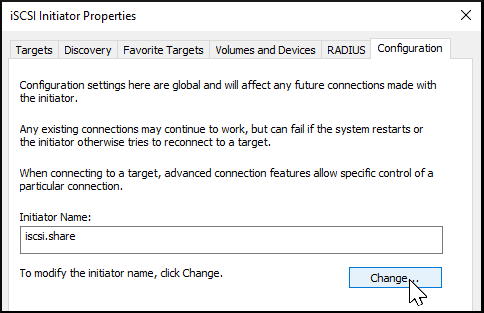 iSCSI Initiator Properties
Targets Discovery Favorite Targets Volumes and Devices RADIUS Configuration
Configuration settings here are global and will affect any future connections made with
the initiator.
Any existing connections may continue to work, but can fail if the system restarts or
the initiator otherwise tries to reconnect to a target.
When connecting to a target, advanced connection features allow specific control of a
particular connection.
Initiator Name:
iscsi.share
To modify the initiator name, click Change.
Change...